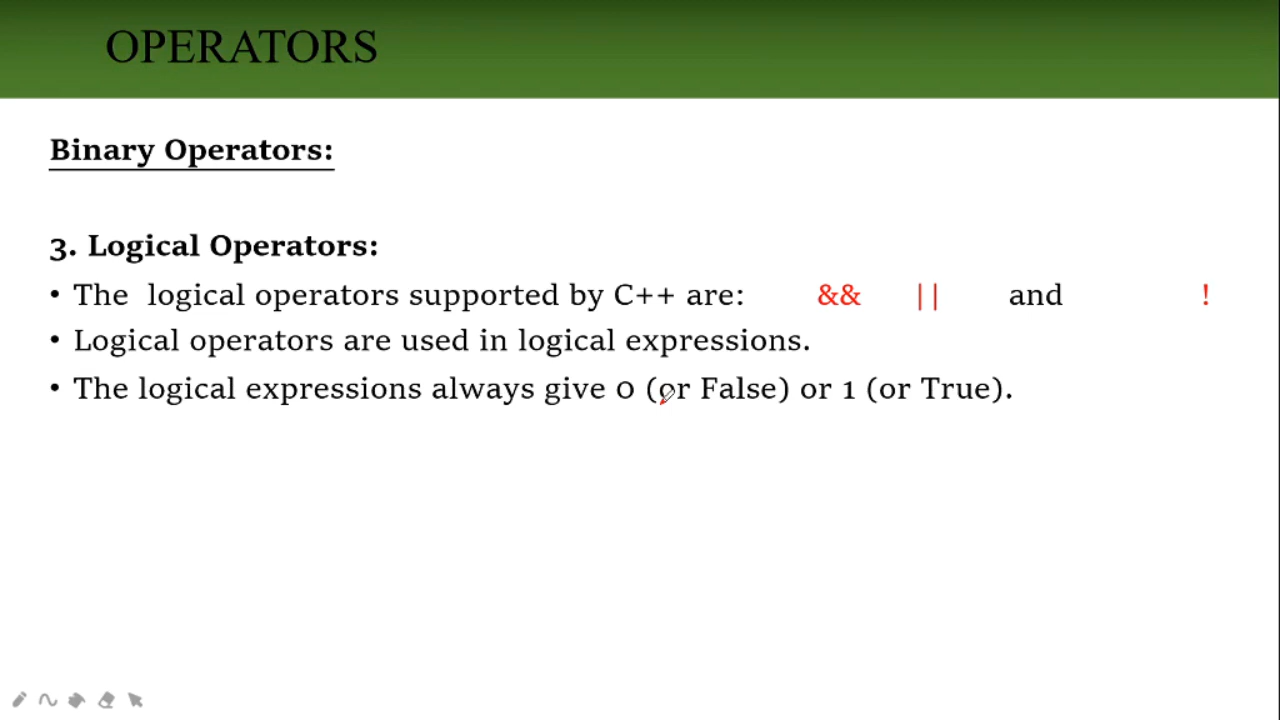 OPERATORS
Binary Operators:
3. Logical Operators:
• The logical operators supported by C++ are: && || and !
• Logical operators are used in logical expressions.
• The logical expressions always give 0 (or False) or 1 (or True).